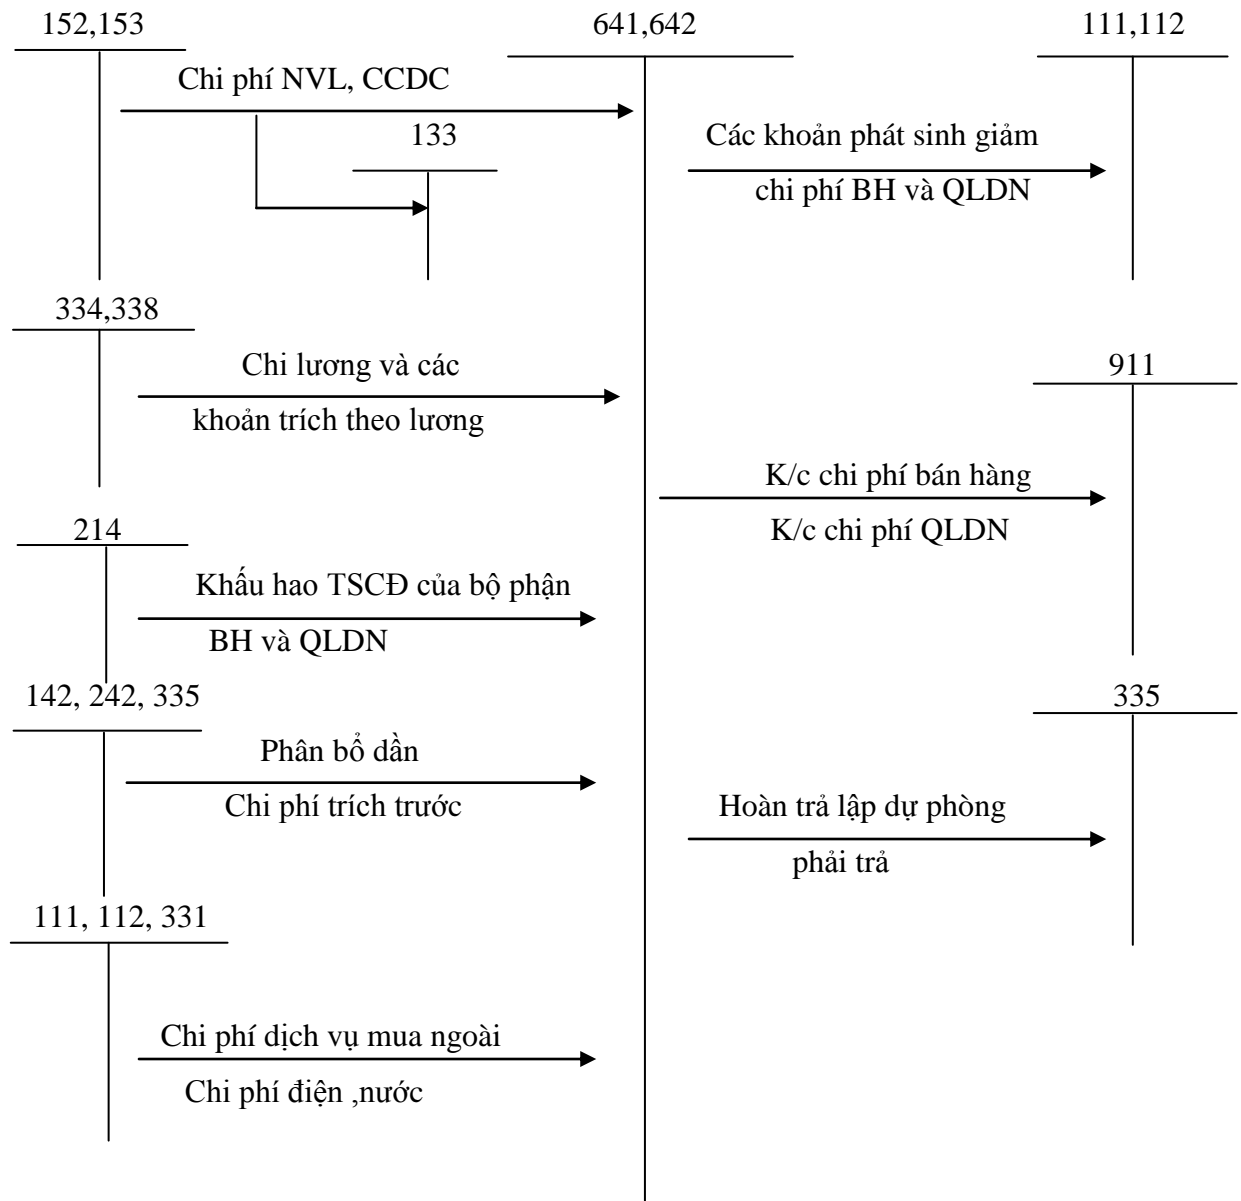 152,153
641,642
111,112
Chi phí NVL, CCDC
133
Các khoản phát sinh giảm
chi phí BH và QLDN
334,338
Chi lương và các
khoản trích theo lương
911
K/c chi phí bán hàng
K/c chi phí QLDN
214
Khấu hao TSCĐ của bộ phận
BH và QLDN
142, 242, 335
335
Phân bổ dần
Chi phí trích trước
Hoàn trả lập dự phòng
phải trả
111, 112, 331
Chi phí dịch vụ mua ngoài
Chi phí điện ,nước